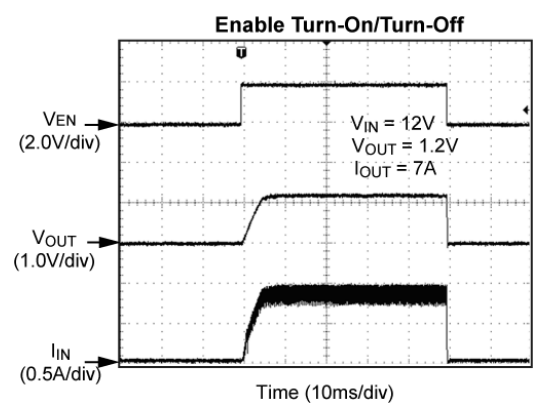 Enable Turn-On/Turn-Off
T
VEN
(2.0V/div)
VIN = 12V
VOUT = 1.2V
IOUT = 7A
VOUT
(1.0V/div)
IIN
(0.5A/div)
Time (10ms/div)